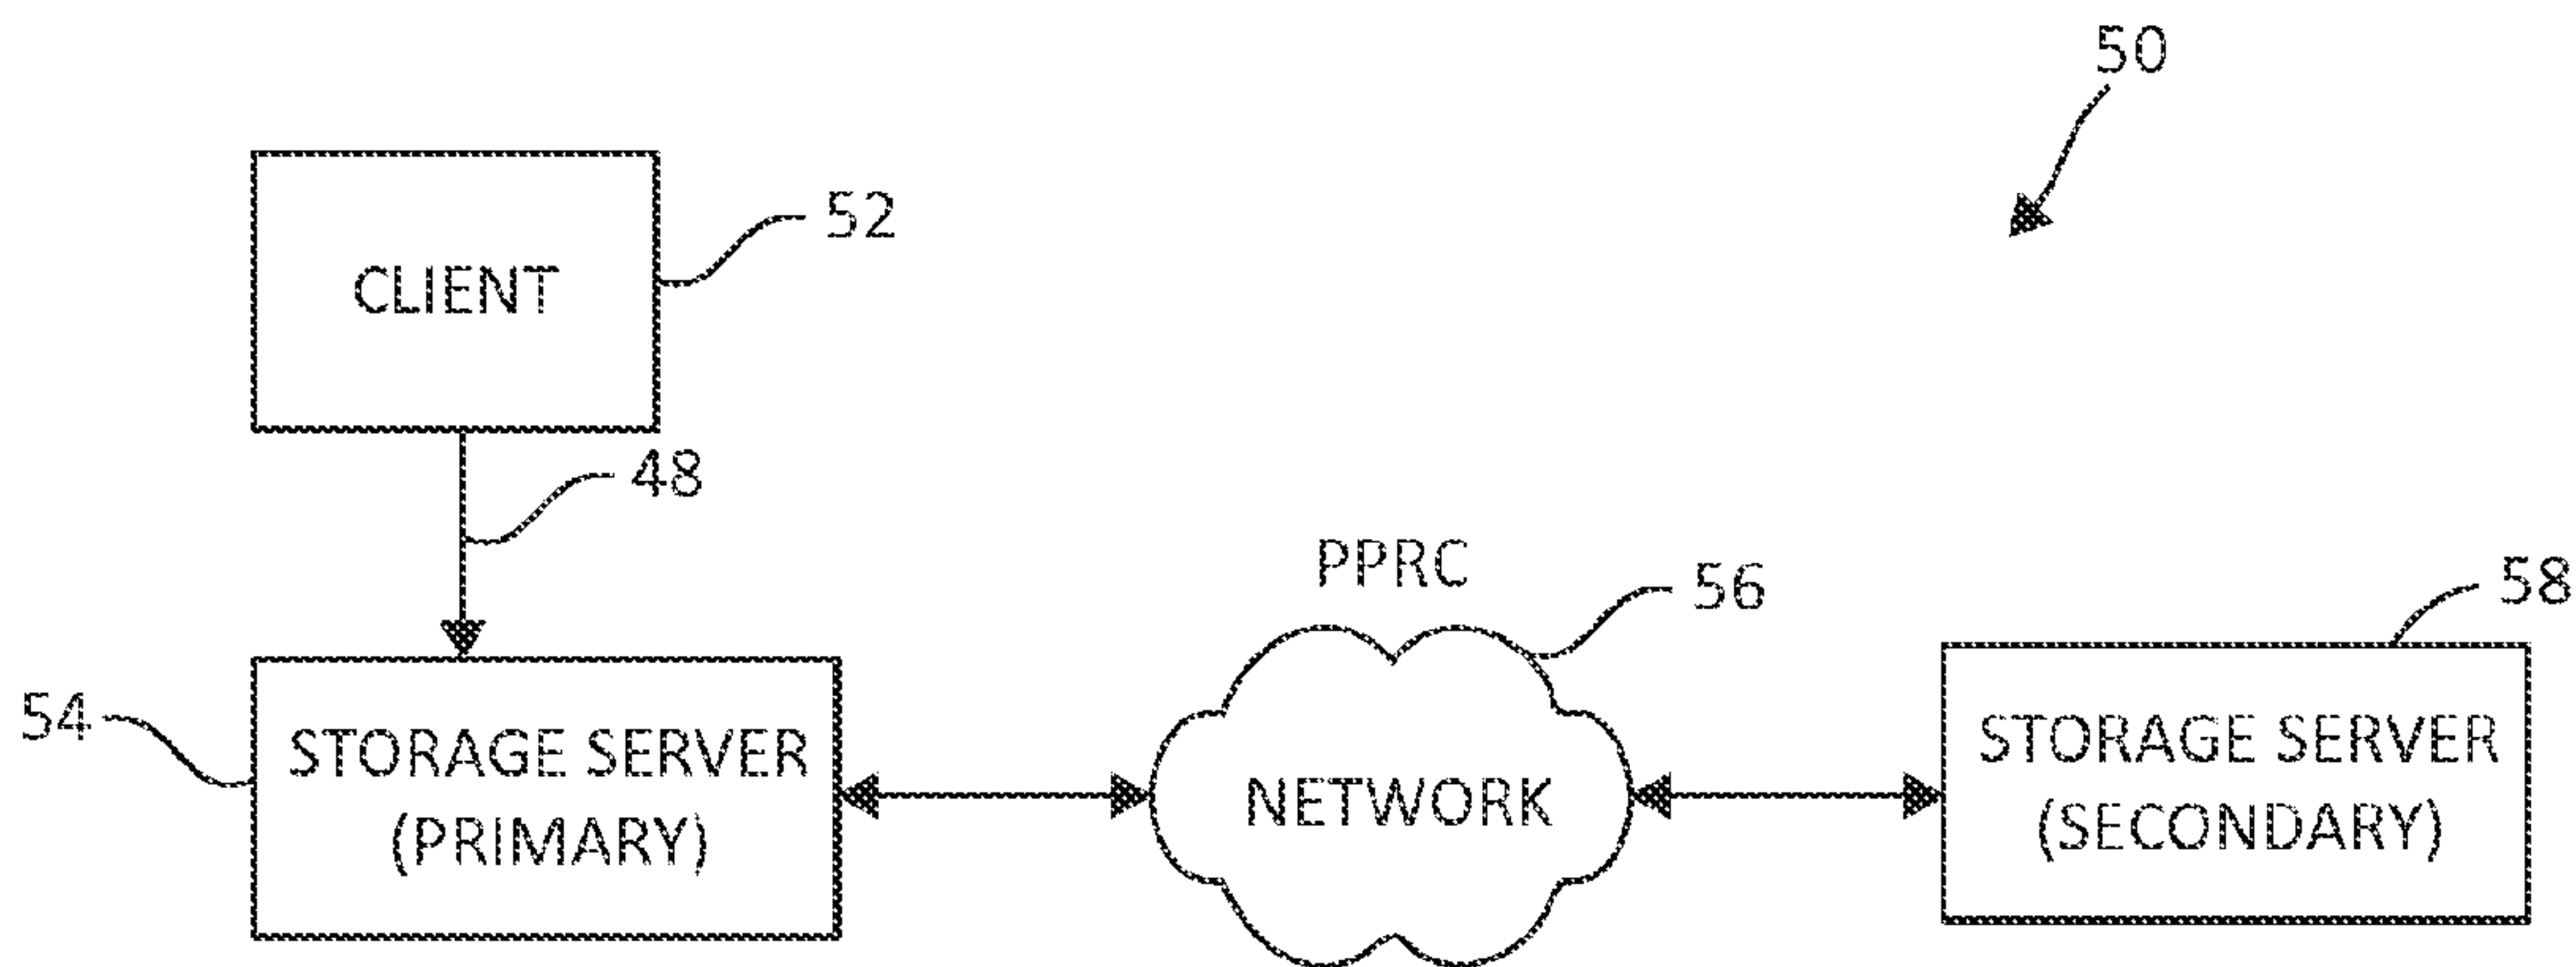 50
52
CLIENT
48
PPRC
56
58
54
STORAGE SERVER
(PRIMARY)
NETWORK
STORAGE SERVER
(SECONDARY)